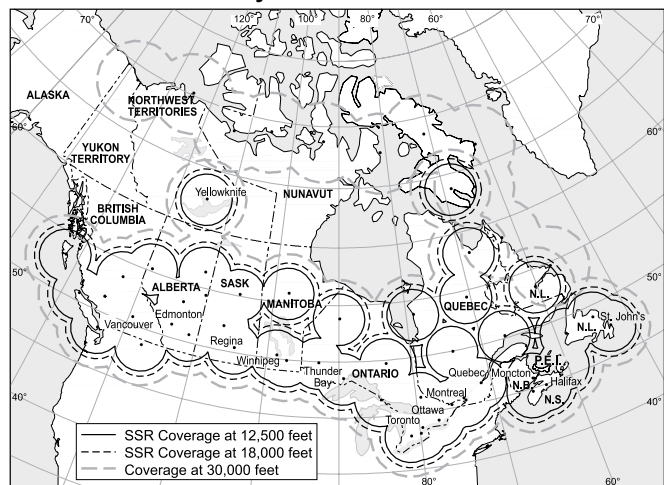 120°
100°
80°
60°
70°
70°
ALASKA
NORTHWEST
TERRITORIES
60°
60°
YUKON
TERRITORY
Yellowknife
NUNAVUT
BRITISH
COLUMBIA
60°
50°
ALBERTA
SASK
MANITOBA
QUEBEC
N.L.
St. John's
N.L.
Edmonton
Vancouver
Regina
Winnipeg
Thunder
Bay
ONTARIO
Quebec
Moncton
P.E.I.
N.B.
Halifax
N.S.
50°
Montreal
Ottawa
Toronto
40°
40°
SSR Coverage at 12,500 feet
SSR Coverage at 18,000 feet
Coverage at 30,000 feet
80°
60°